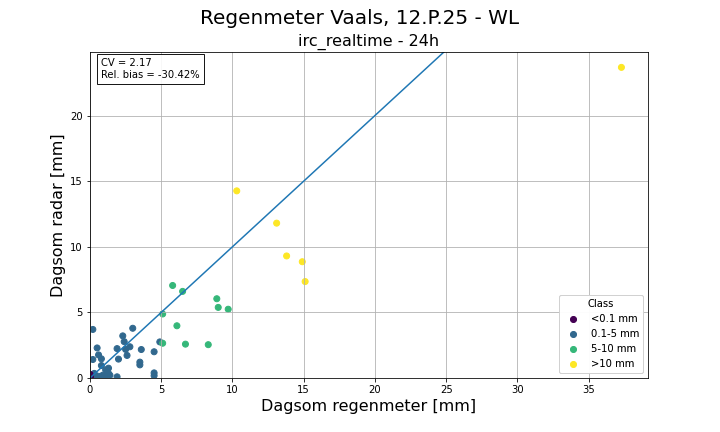 Regenmeter Vaals, 12.P.25 - WL
irc_realtime - 24h
CV = 2.17
Rel. bias = -30.42%
Dagsom radar [mm]
20
15
10
5
0
0 5 10 15 20 25 30 35
Dagsom regenmeter [mm]
Class
<0.1 mm
0.1-5 mm
5-10 mm
>10 mm